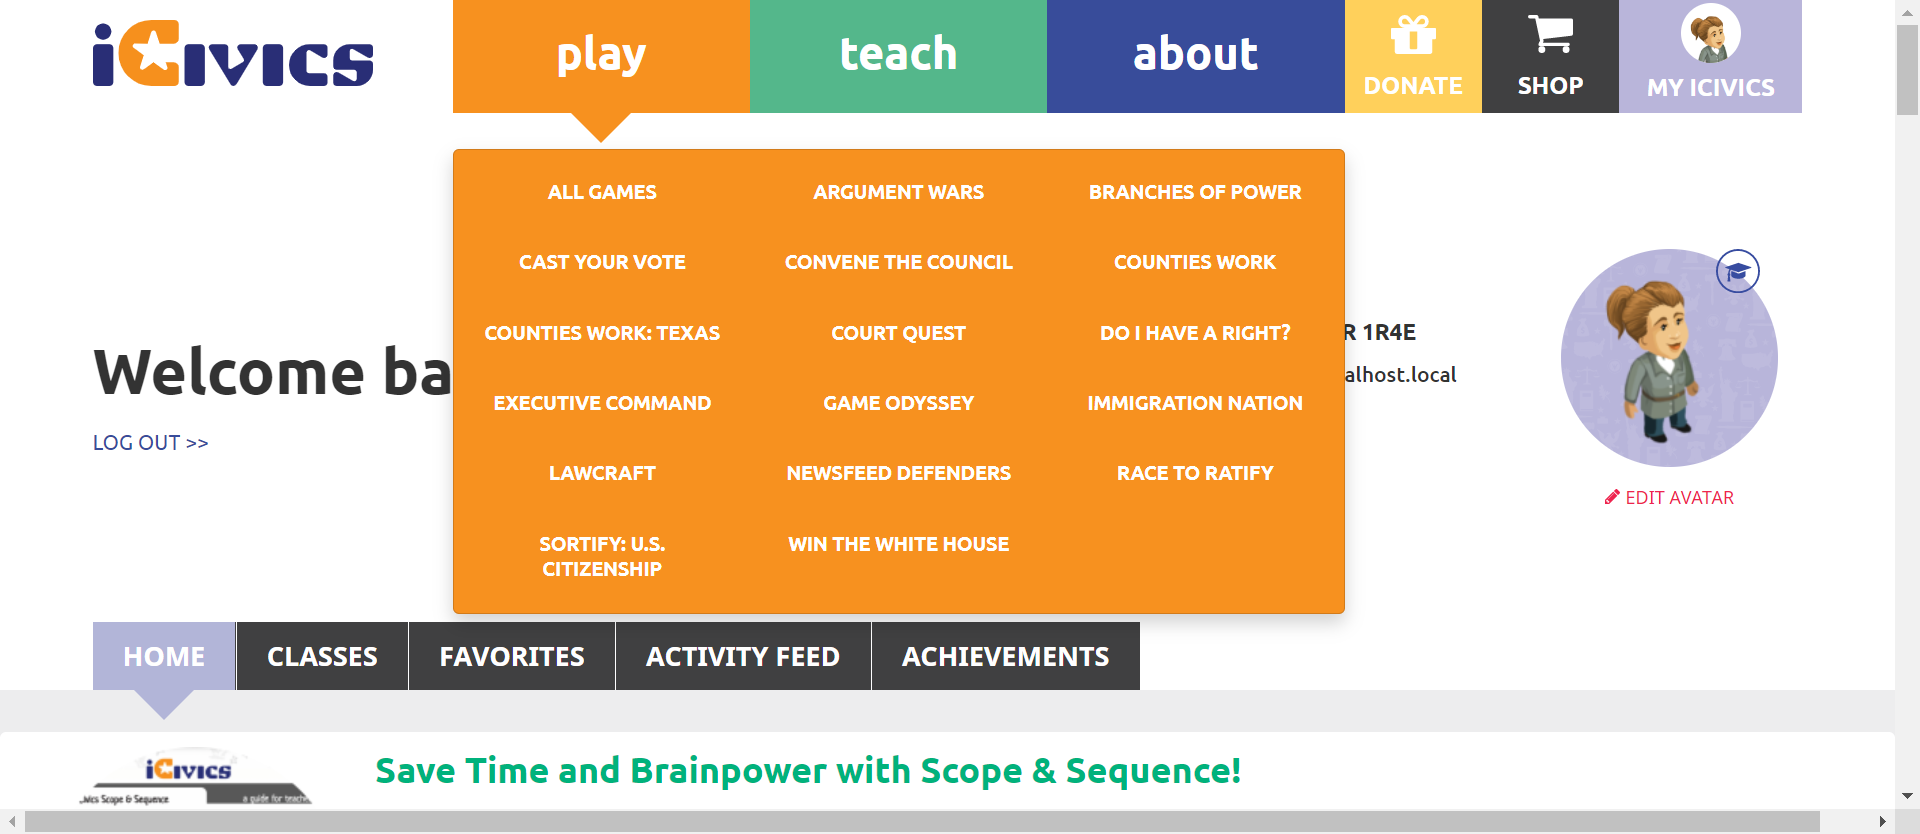 iCivics
play
teach
about
DONATE
SHOP
MY ICIVICS
ALL GAMES
ARGUMENT WARS
BRANCHES OF POWER
CAST YOUR VOTE
CONVENE THE COUNCIL
COUNTIES WORK
COUNTIES WORK: TEXAS
COURT QUEST
DO I HAVE A RIGHT?
EXECUTIVE COMMAND
GAME ODYSSEY
IMMIGRATION NATION
LAWCRAFT
NEWSFEED DEFENDERS
RACE TO RATIFY
SORTIFY: U.S.
CITIZENSHIP
WIN THE WHITE HOUSE
Welcome ba
LOG OUT >>
R 1R4E
alhost.local
EDIT AVATAR
HOME
CLASSES
FAVORITES
ACTIVITY FEED
ACHIEVEMENTS
iCivics
Scope & Sequence
a guide for teache
Save Time and Brainpower with Scope & Sequence!